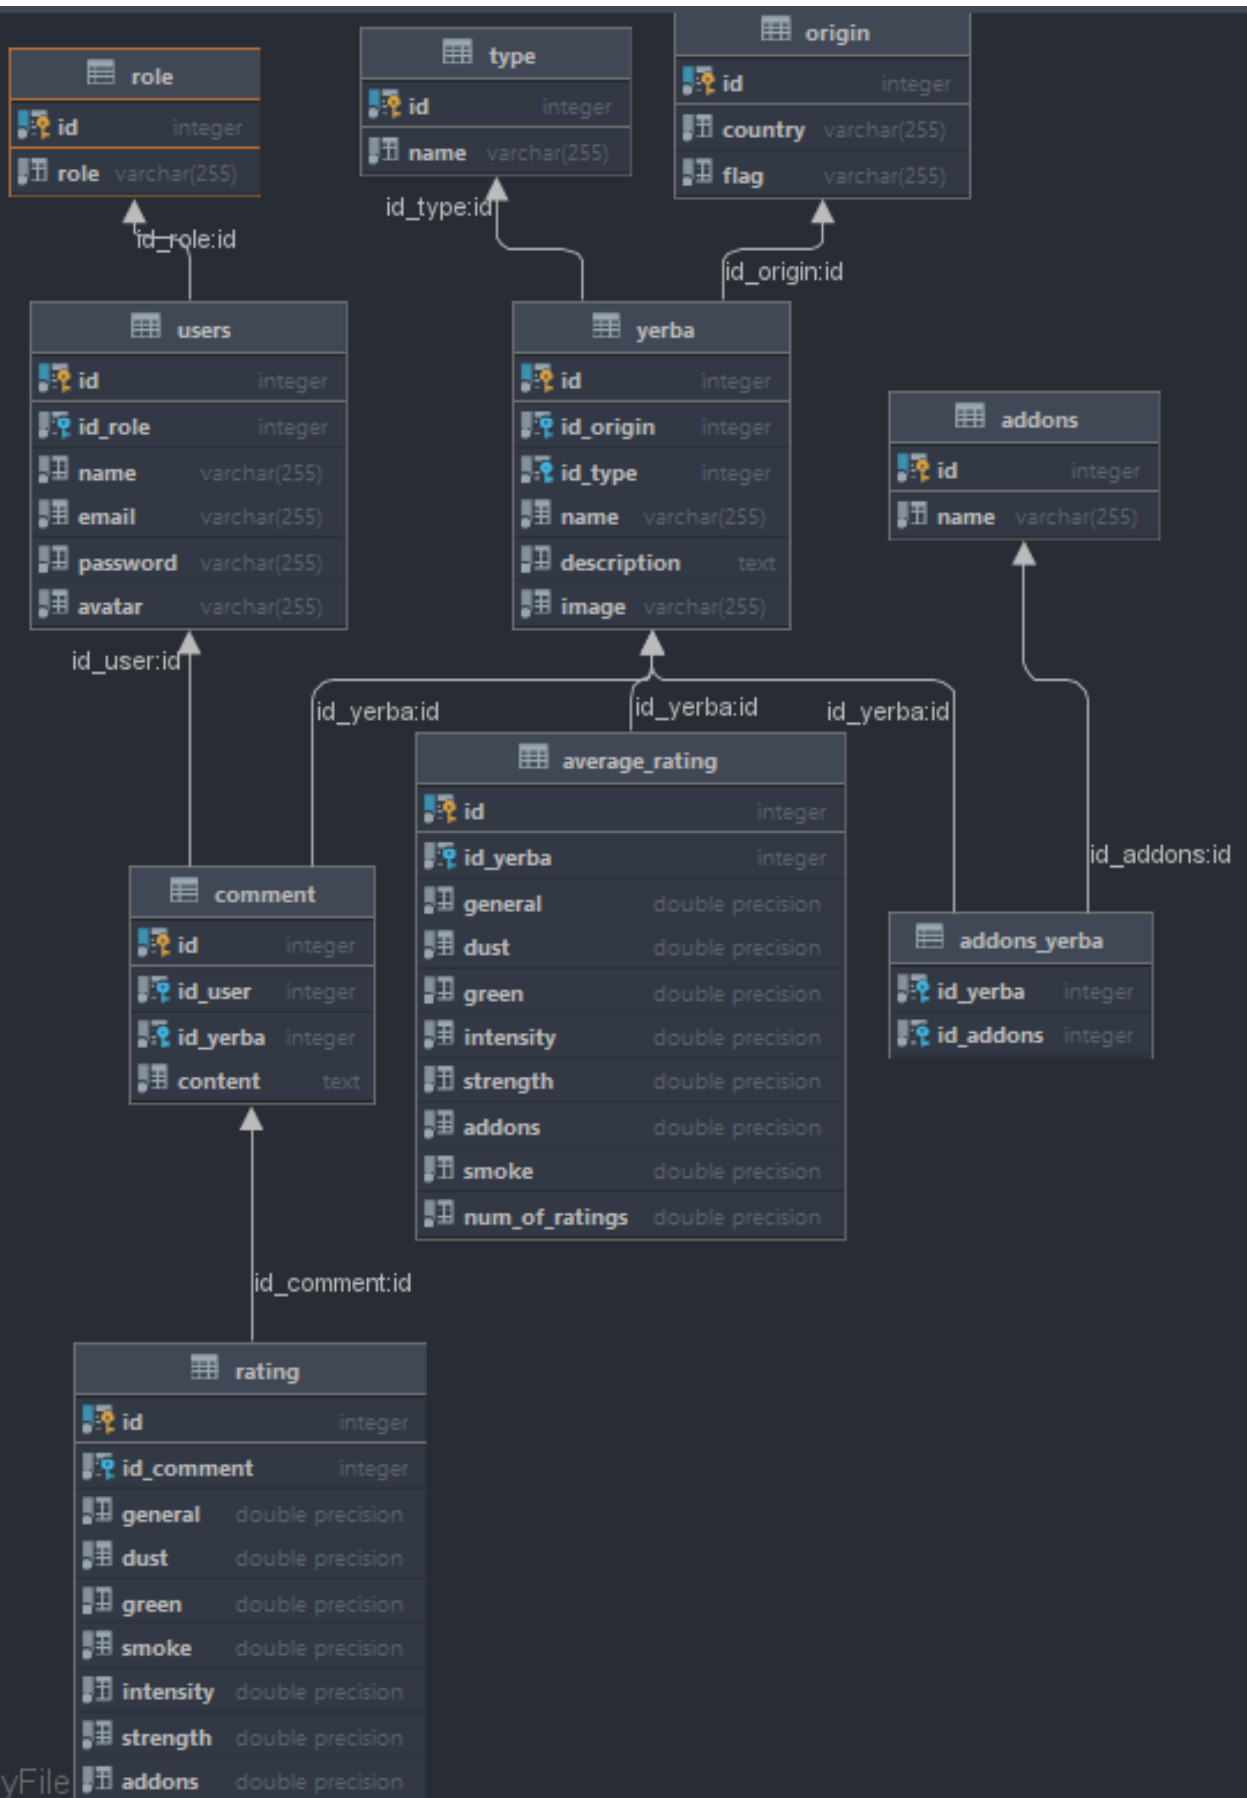 role
id integer
role varchar(255)
type
id integer
name varchar(255)
origin
id integer
country varchar(255)
flag varchar(255)
id_role:id
id_type:id
id_origin:id
users
id integer
id_role integer
name varchar(255)
email varchar(255)
password varchar(255)
avatar varchar(255)
yerba
id integer
id_origin integer
id_type integer
name varchar(255)
description text
image varchar(255)
addons
id integer
name varchar(255)
id_user:id
id_yerba:id
id_yerba:id
id_yerba:id
id_addons:id
comment
id integer
id_user integer
id_yerba integer
content text
average_rating
id integer
id_yerba integer
general double precision
dust double precision
green double precision
intensity double precision
strength double precision
addons double precision
smoke double precision
num_of_ratings double precision
addons_yerba
id_yerba integer
id_addons integer
id_comment:id
rating
id integer
id_comment integer
general double precision
dust double precision
green double precision
smoke double precision
intensity double precision
strength double precision
addons double precision
yFile